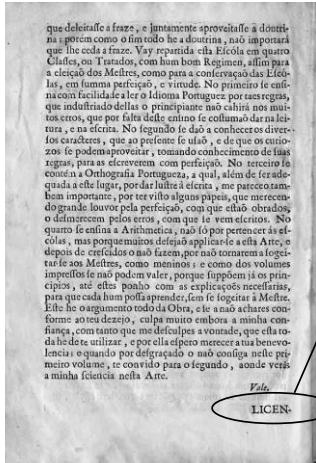 que deleitasse a fraze, e juntamente aproveitasse a doutri-
na: porèm como o fim todo he a doutrina, naõ importarà
que lhe ceda a fraze. Vay repartida esta Escóla em quatro
Classes, ou Tratados, com hum bom Regimen, assim para
a eleiçaõ dos Mestres, como para a conservaçaõ das Escó-
las, em summa perfeiçaõ, e virtude. No primeiro se ensi-
na com facilidade a ler o Idioma Portuguez por taes regras,
que industriado dellas o principiante naõ cahirá nos mui-
tos erros, que por falta deste ensino se costumaõ dar na lei-
tura, e na escrita. No segundo se daõ a conhecer os diver-
sos caracteres, que ao presente se usaõ, e de que os curio-
zos se podem aproveitar, tomando conhecimento de suas
regras, para as escreverem com perfeiçaõ. No terceiro se
contém a Orthografia Portugueza, a qual, além de ser ade-
quada a este lugar, por dar lustre á escrita, me pareceo tam-
bem importante, por ter visto alguns papeis, que merecen-
do grande louvor pela perfeiçaõ, com que estaõ obrados,
o desmerecem pelos erros, com que se vem escritos. No
quarto se ensina a Arithmetica, naõ só por pertencer ás es-
cólas, mas porque muitos desejaõ applicar-se a esta Arte, e
depois de crescidos o naõ fazem, por naõ tornarem a sogei-
tar-se aos Mestres, como meninos; e como dos volumes
impressos se naõ podem valer, porque suppõem já os prin-
cipios, até estes ponho com as explicações necessarias,
para que cada hum possa aprender, sem se sogeitar à Mestre.
Este he o argumento todo da Obra, e se a naõ achares con-
forme ao teu dezejo, culpa muito embora a minha con-
fiança, com tanto que me desculpes a vontade, que esta to-
da he de te utilizar, e por ella espero merecer a tua benevo-
lencia; e quando por desgraçado o naõ consiga neste pri-
meiro volume, te convido para o segundo, aonde verás
a minha sciencia nesta Arte.
Vale.
LICEN-